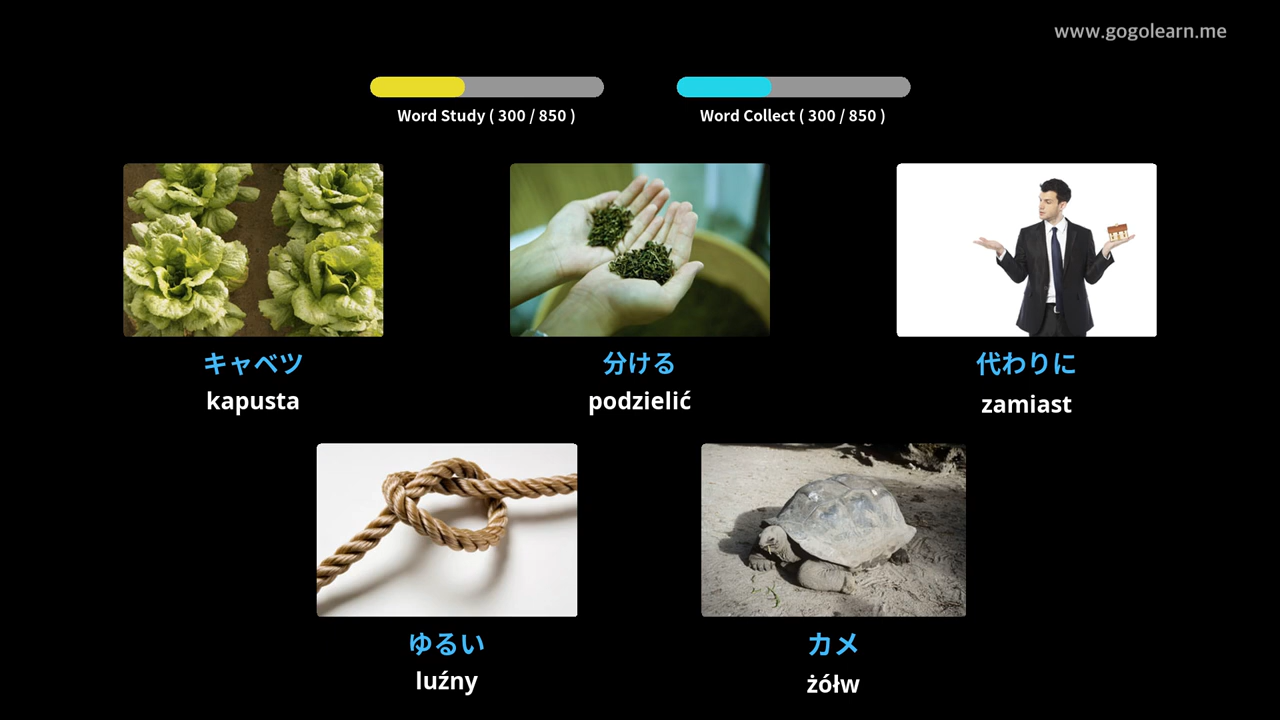 www.gogolearn.me
Word Study ( 300 / 850 )
Word Collect ( 300 / 850 )
キャベツ
kapusta
分ける
podzielić
代わりに
zamiast
ゆるい
luźny
カメ
żółw